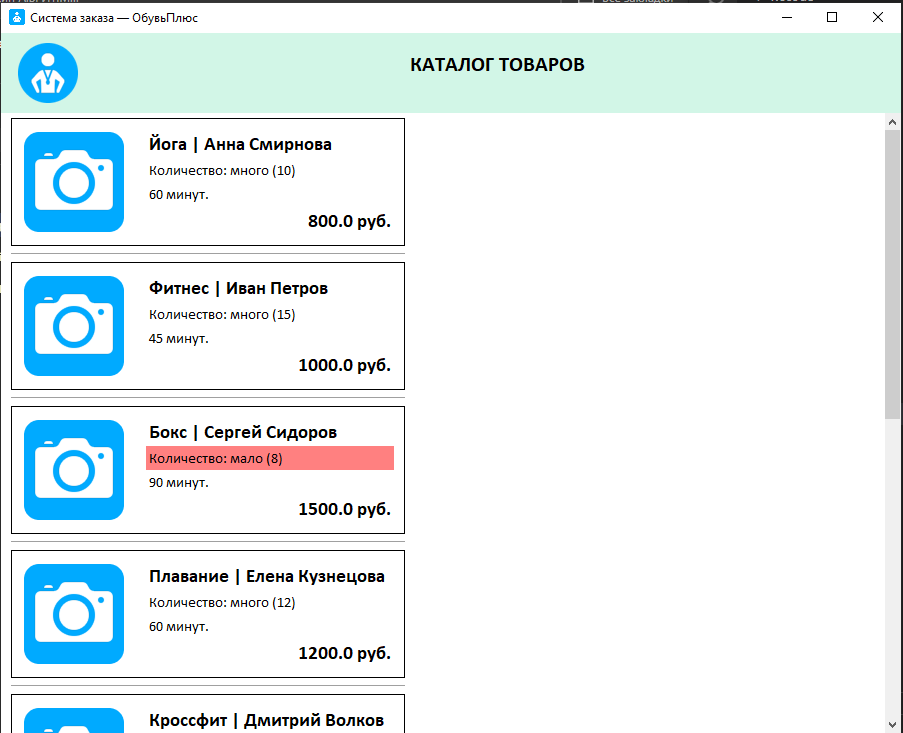 Система заказа — ОбувьПлюс
КАТАЛОГ ТОВАРОВ
Йога | Анна Смирнова
Количество: много (10)
60 минут.
800.0 руб.
Фитнес | Иван Петров
Количество: много (15)
45 минут.
1000.0 руб.
Бокс | Сергей Сидоров
Количество: мало (8)
90 минут.
1500.0 руб.
Плавание | Елена Кузнецова
Количество: много (12)
60 минут.
1200.0 руб.
Кроссфит | Дмитрий Волков